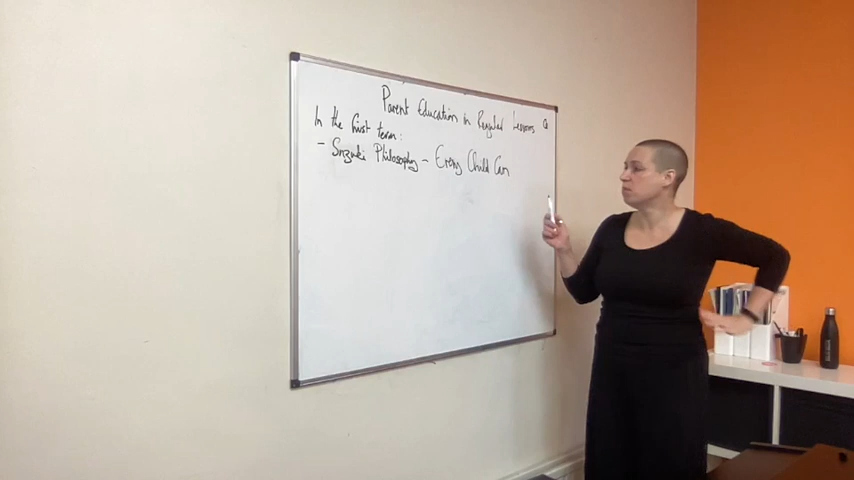 Parent Education in Regular Lessons
In the first term:
- Suzuki Philosophy - Every Child Can